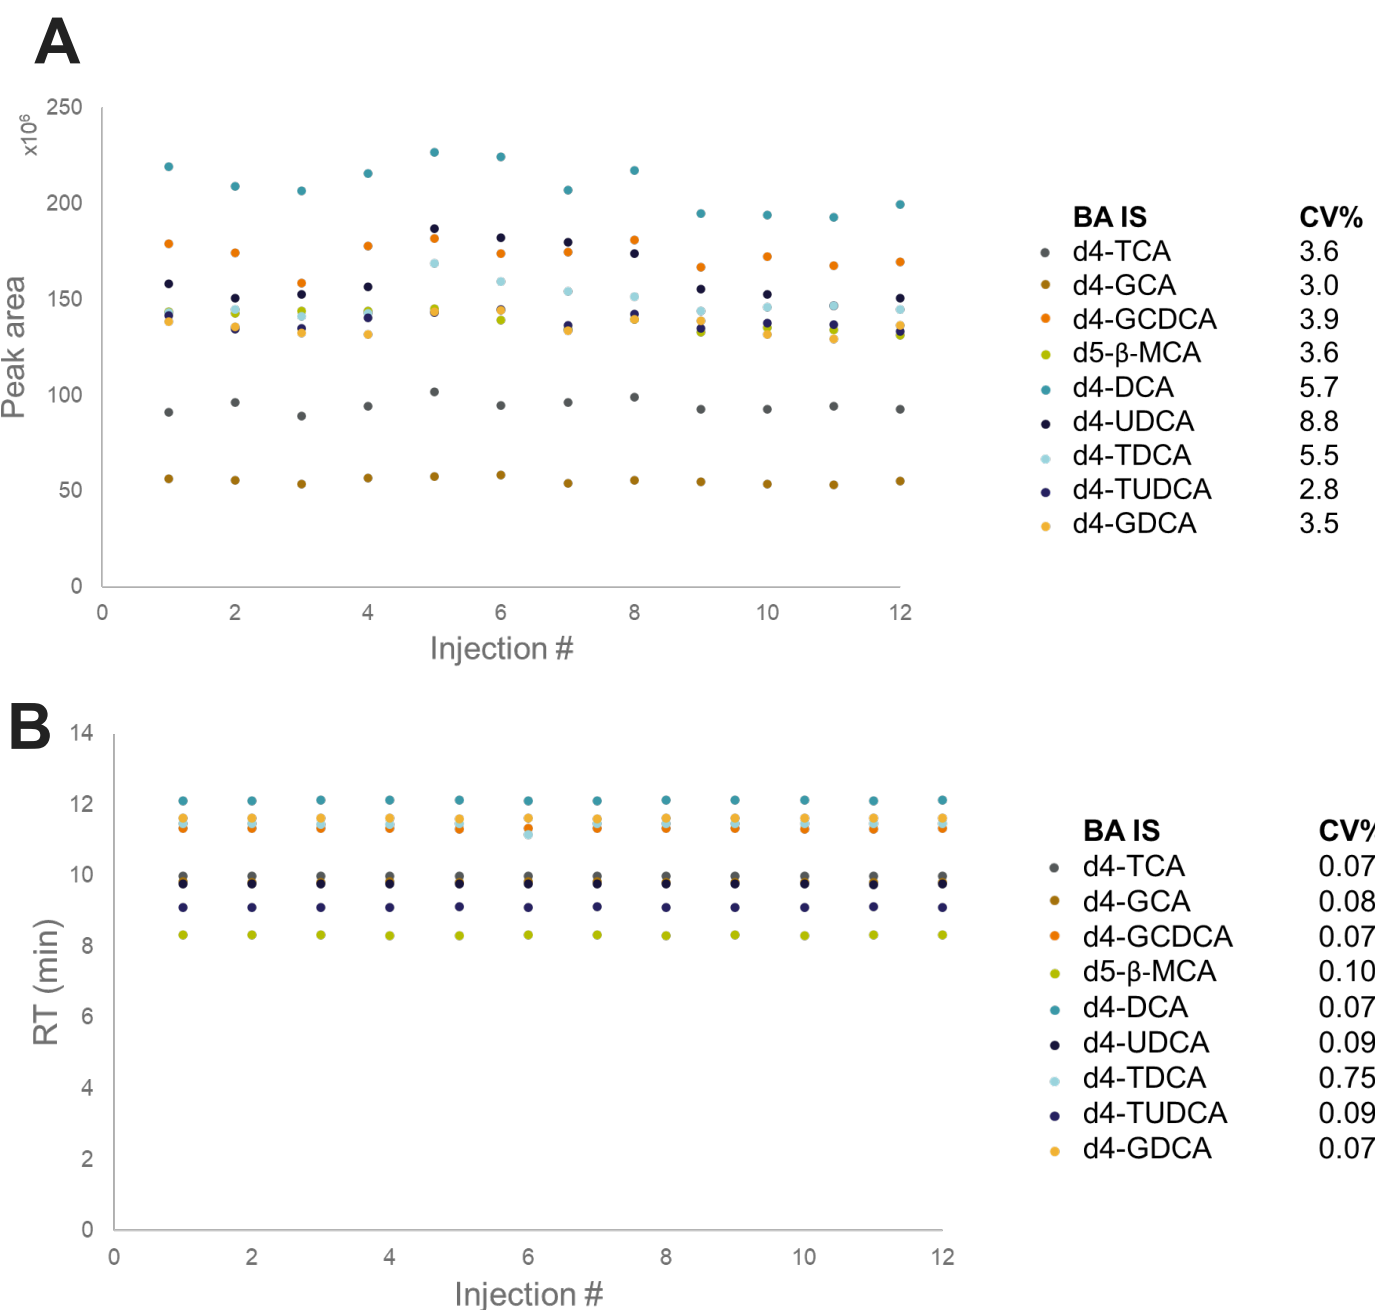 A
250
x10⁶
200
150
100
50
0
Peak area
0 2 4 6 8 10 12
Injection #
BA IS CV%
d4-TCA 3.6
d4-GCA 3.0
d4-GCDCA 3.9
d5-β-MCA 3.6
d4-DCA 5.7
d4-UDCA 8.8
d4-TDCA 5.5
d4-TUDCA 2.8
d4-GDCA 3.5
B
14
12
10
8
6
4
2
0
RT (min)
0 2 4 6 8 10 12
Injection #
BA IS CV%
d4-TCA 0.07
d4-GCA 0.08
d4-GCDCA 0.07
d5-β-MCA 0.10
d4-DCA 0.07
d4-UDCA 0.09
d4-TDCA 0.75
d4-TUDCA 0.09
d4-GDCA 0.07